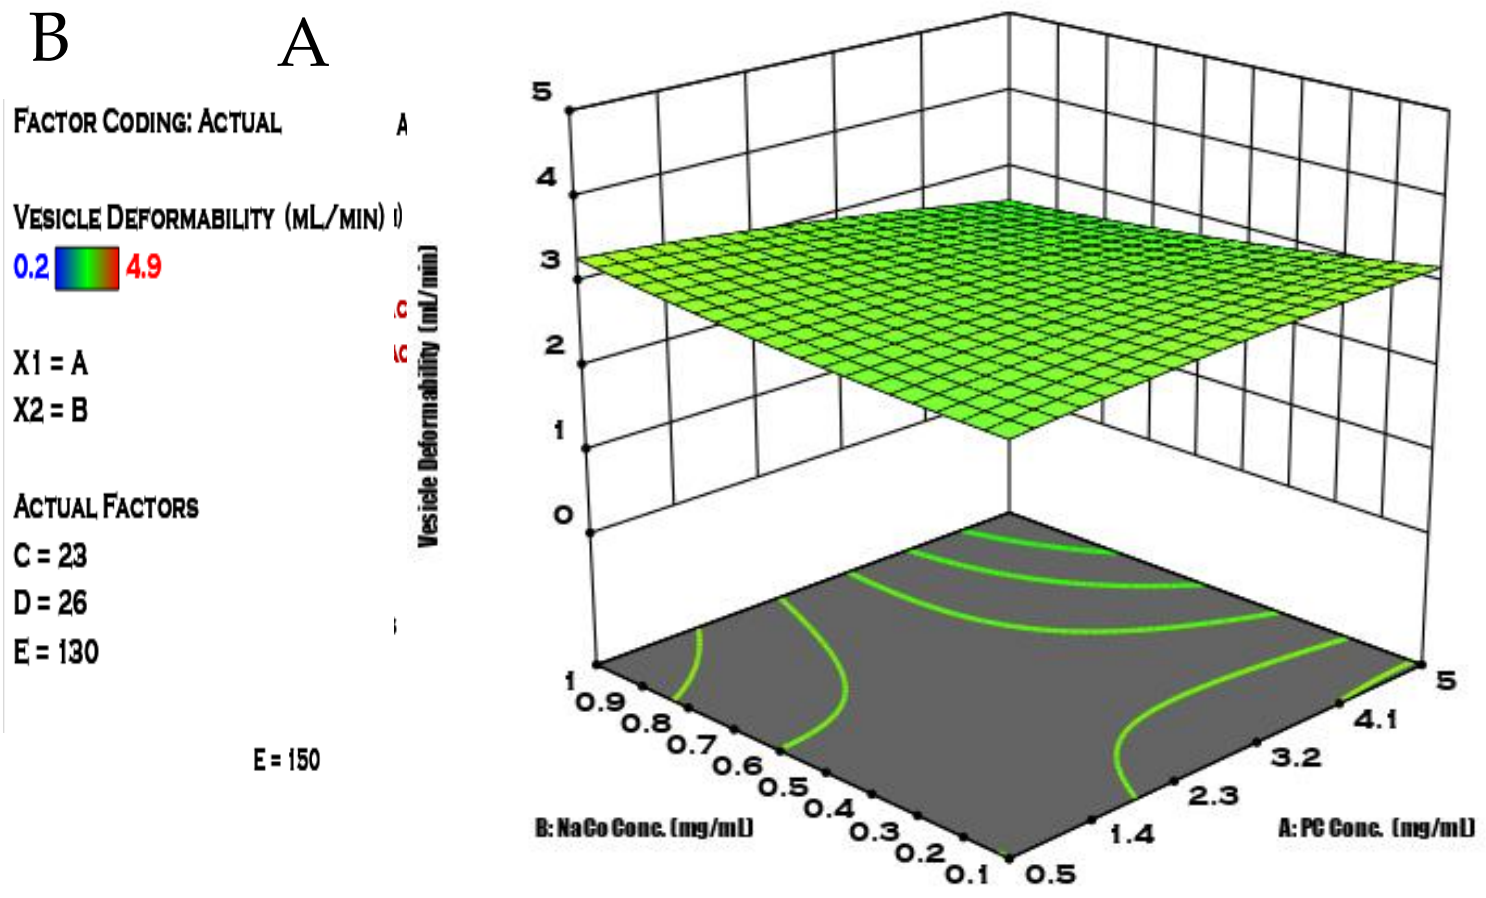 B A
FACTOR CODING: ACTUAL
VESICLE DEFORMABILITY (ML/MIN)
0.2 4.9
X1 = A
X2 = B
ACTUAL FACTORS
C = 23
D = 26
E = 130
E = 150
Vesicle Deformability (mL/min)
5
4
3
2
1
0
1
0.9
0.8
0.7
0.6
0.5
0.4
0.3
0.2
0.1
B: NaCo Conc. (mg/mL)
0.5
1.4
2.3
3.2
4.1
5
A: PC Conc. (mg/mL)